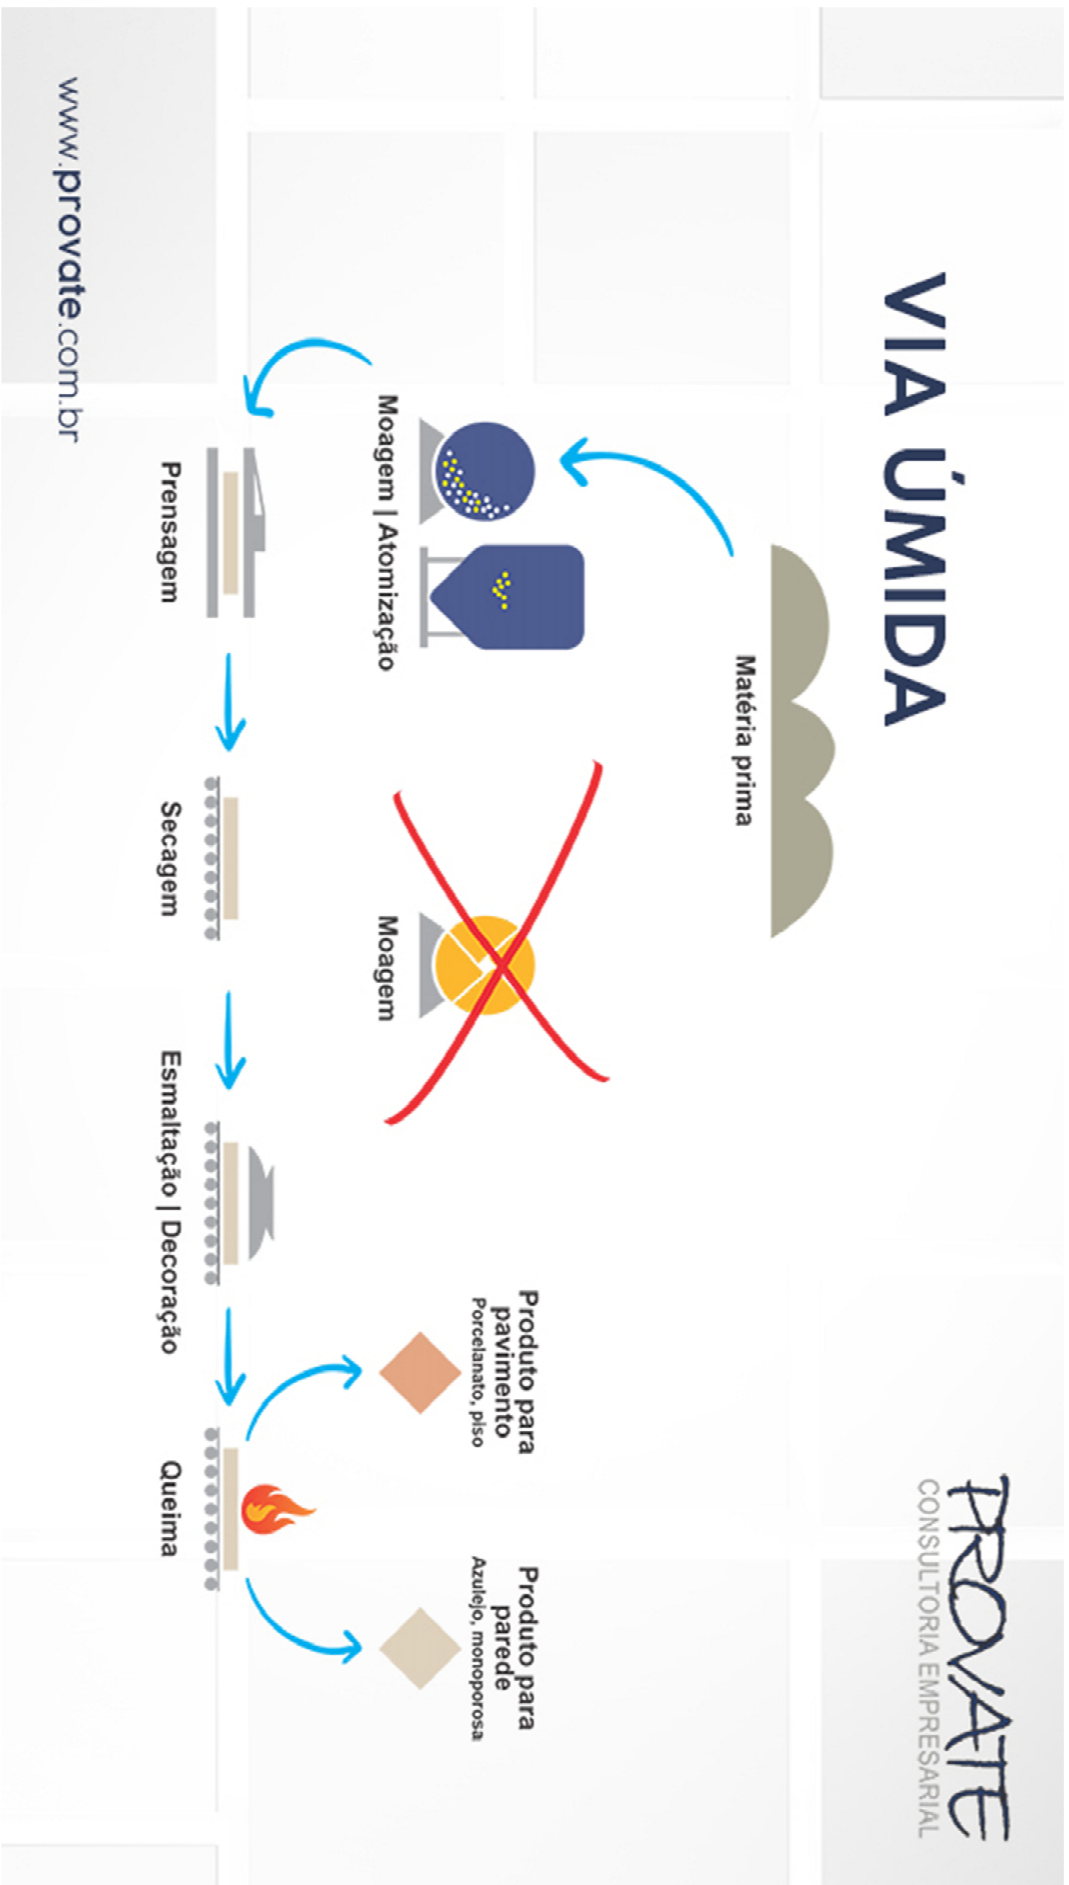 VIA ÚMIDA
PROVATE
CONSULTORIA EMPRESARIAL
Matéria prima
Moagem | Atomização
Moagem
Produto para
pavimento
Porcelanato, piso
Produto para
parede
Azulejo, monoporosa
Prensagem
Secagem
Esmaltação | Decoração
Queima
www.provate.com.br